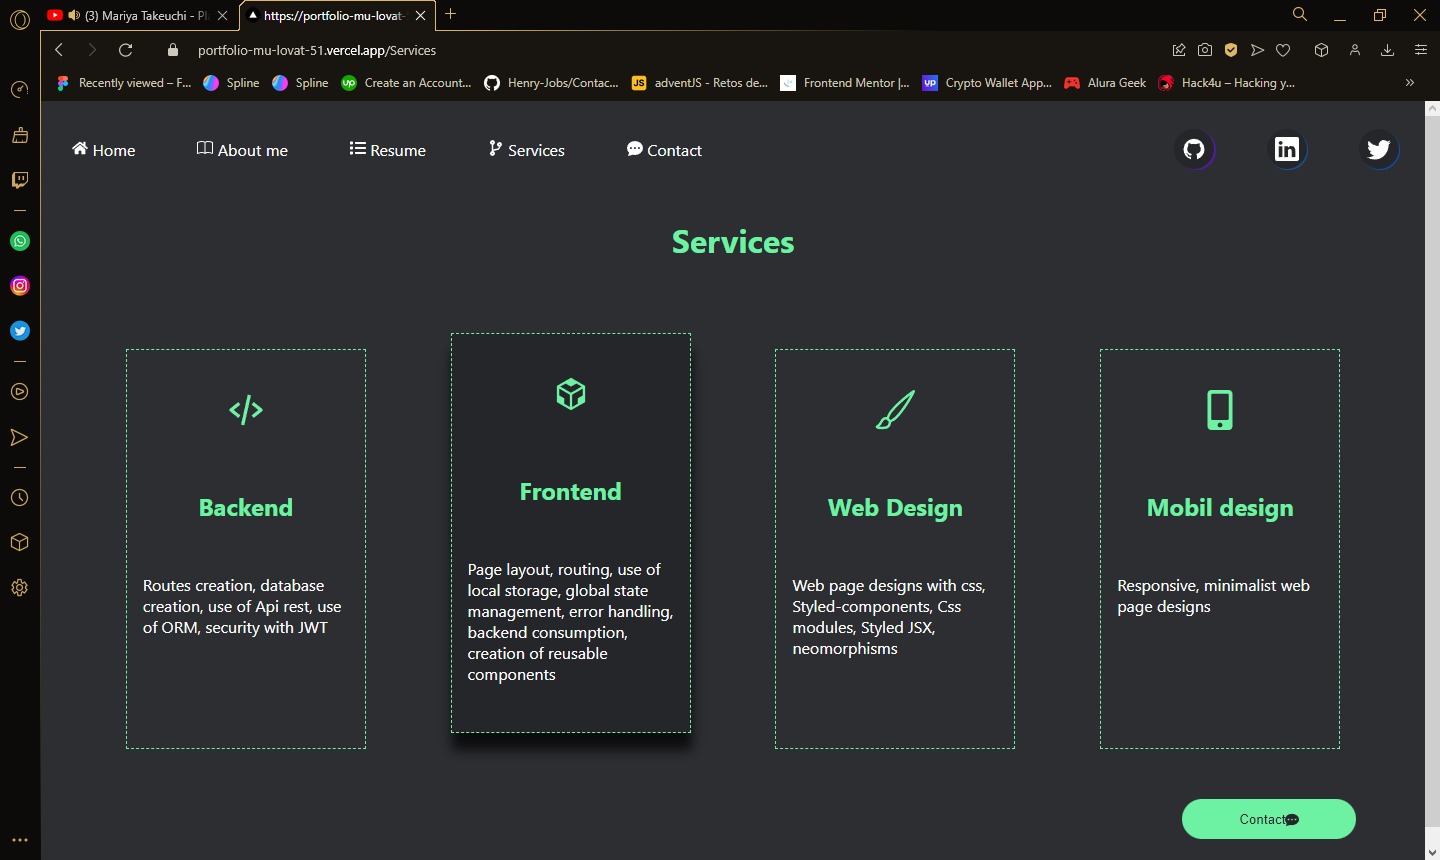 (3) Mariya Takeuchi - Pl
https://portfolio-mu-lovat-
portfolio-mu-lovat-51.vercel.app/Services
Recently viewed – F...
Spline
Spline
up
Create an Account...
Henry-Jobs/Contac...
JS
adventJS - Retos de...
Frontend Mentor |...
UP
Crypto Wallet App...
Alura Geek
Hack4u – Hacking y...
Home
About me
Resume
Services
Contact
in
Services
Backend
Routes creation, database
creation, use of Api rest, use
of ORM, security with JWT
Frontend
Page layout, routing, use of
local storage, global state
management, error handling,
backend consumption,
creation of reusable
components
Web Design
Web page designs with css,
Styled-components, Css
modules, Styled JSX,
neomorphisms
Mobil design
Responsive, minimalist web
page designs
Contact